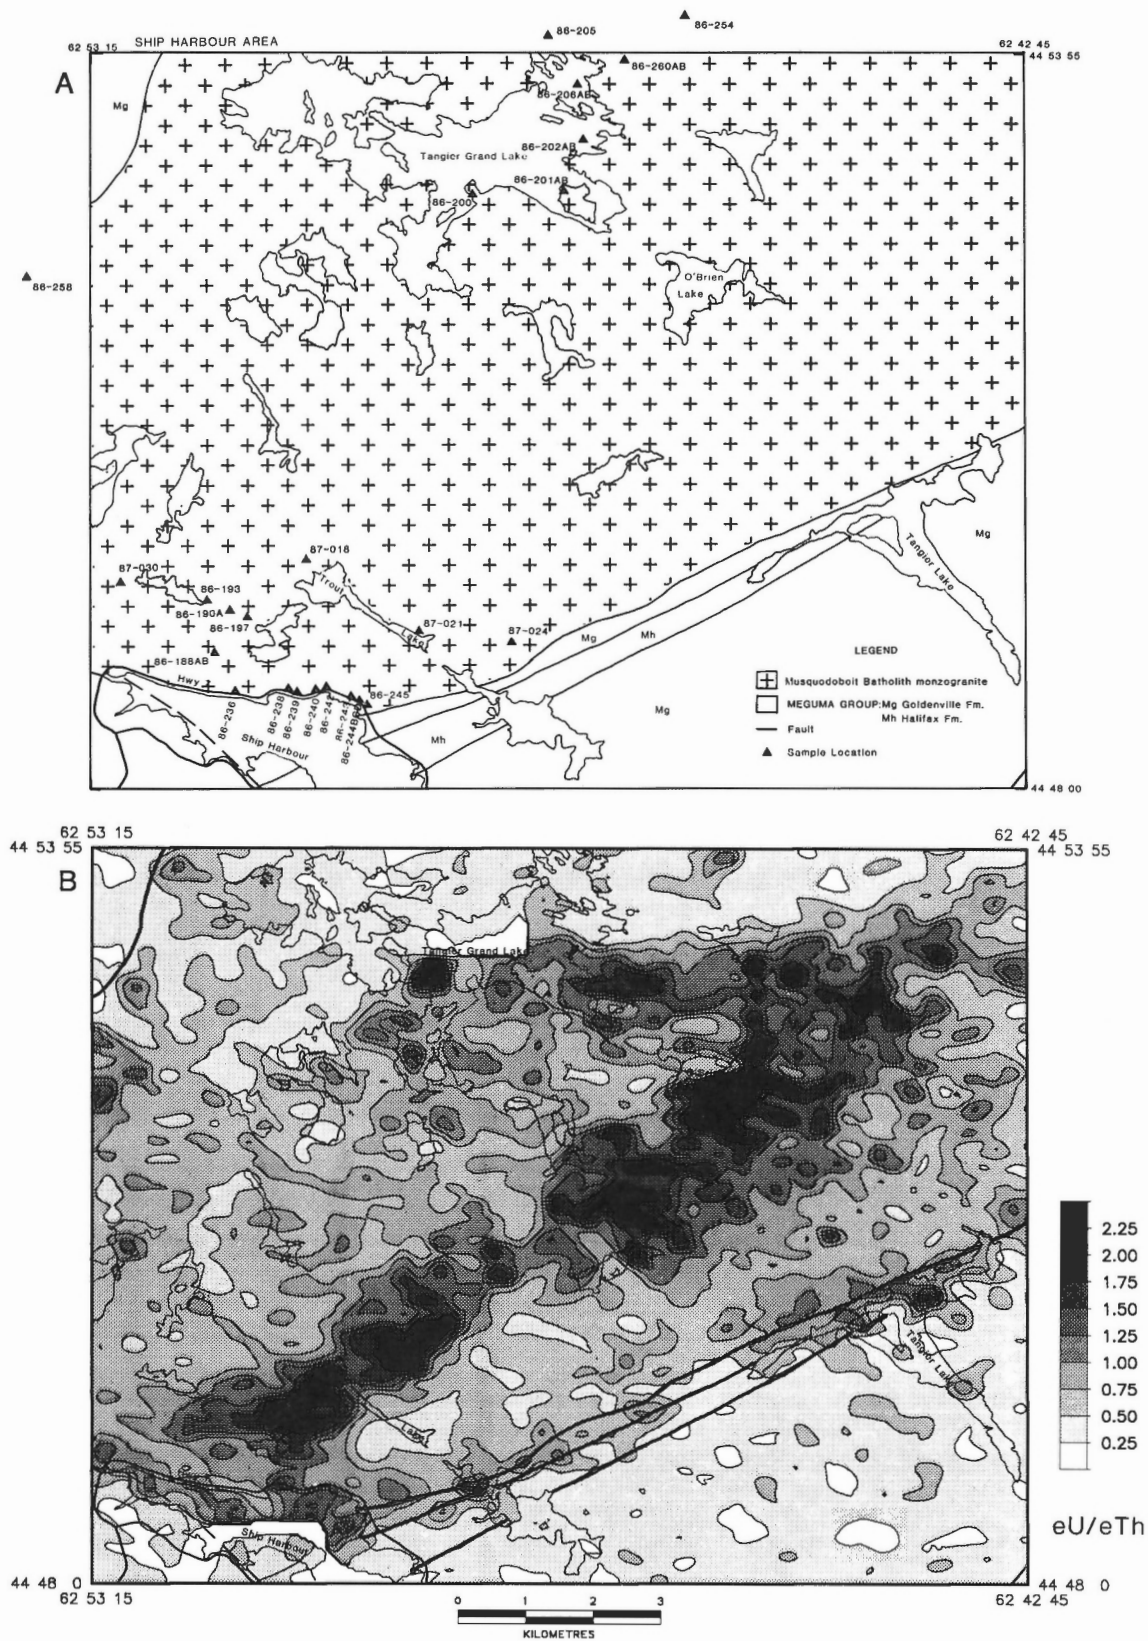 86-254
86-205
SHIP HARBOUR AREA
62 53 15
62 42 45
44 53 55
A
86-260AB
86-206AB
Mg
86-202AB
Tangier Grand Lake
86-201AB
86-200
86-258
O'Brien
Lake
Mg
Tangior Lake
87-018
87-030
Trout
Lake
86-193
86-190A
86-197
87-021
87-024
Mg
Mh
86-188AB
LEGEND
Hwy 7
86-245
Musquodoboit Batholith monzogranite
86-236
86-238
86-239
86-240
86-243
Mg
MEGUMA GROUP: Mg Goldenville Fm.
Mh Halifax Fm.
Mh
Fault
Ship Harbour
Sample Location
44 48 00
62 53 15
62 42 45
44 53 55
44 53 55
B
Tangier Grand Lake
2.25
2.00
1.75
1.50
1.25
1.00
0.75
0.50
0.25
Tangior Lake
Lake
eU/eTh
Ship Harbour
44 48 0
44 48 0
62 53 15
62 42 45
0 1 2 3
KILOMETRES